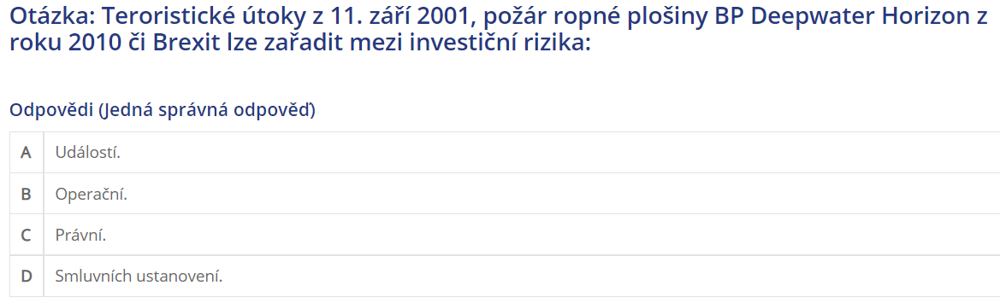 Otázka: Teroristické útoky z 11. září 2001, požár ropné plošiny BP Deepwater Horizon z
roku 2010 či Brexit lze zařadit mezi investiční rizika:
Odpovědi (Jedná správná odpověď)
A Událostí.
B Operační.
C Právní.
D Smluvních ustanovení.